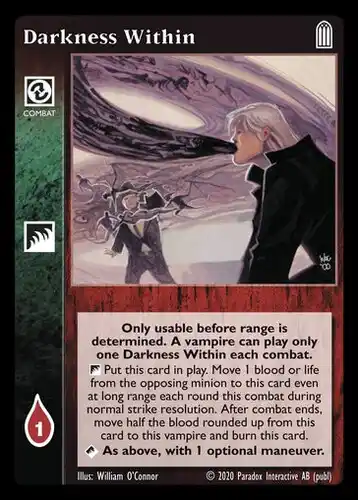 Darkness Within
COMBAT
Only usable before range is
determined. A vampire can play only
one Darkness Within each combat.
Put this card in play. Move 1 blood or life
from the opposing minion to this card even
at long range each round this combat during
normal strike resolution. After combat ends,
move half the blood rounded up from this
card to this vampire and burn this card.
As above, with 1 optional maneuver.
1
Illus: William O'Connor © 2020 Paradox Interactive AB (publ)